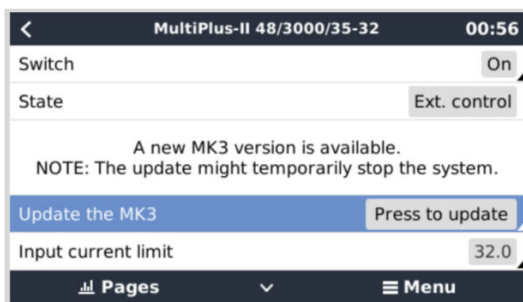 MultiPlus-II 48/3000/35-32 00:56
Switch On
State Ext. control
A new MK3 version is available.
NOTE: The update might temporarily stop the system.
Update the MK3 Press to update
Input current limit 32.0
Pages Menu